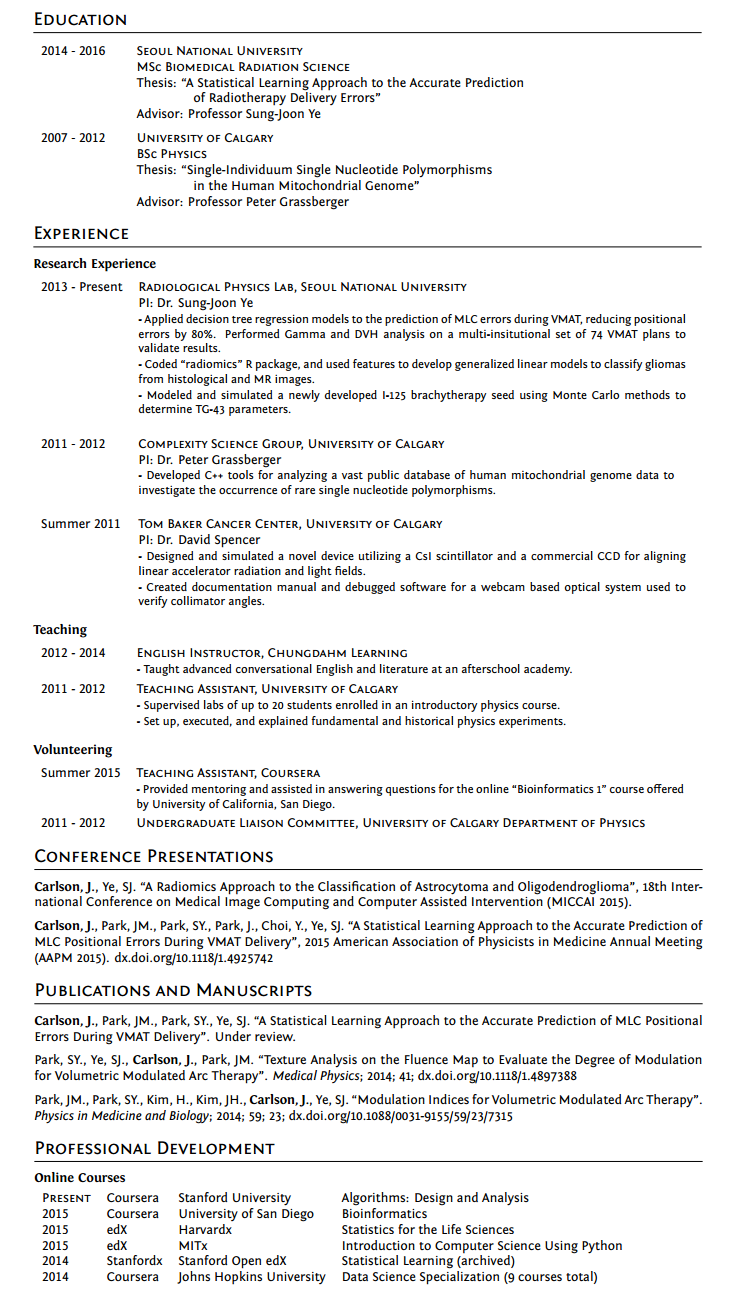 EDUCATION
2014 - 2016 SEOUL NATIONAL UNIVERSITY
MSC BIOMEDICAL RADIATION SCIENCE
Thesis: “A Statistical Learning Approach to the Accurate Prediction
of Radiotherapy Delivery Errors”
Advisor: Professor Sung-Joon Ye
2007 - 2012 UNIVERSITY OF CALGARY
BSC PHYSICS
Thesis: “Single-Individuum Single Nucleotide Polymorphisms
in the Human Mitochondrial Genome”
Advisor: Professor Peter Grassberger
EXPERIENCE
Research Experience
2013 - Present RADIOLOGICAL PHYSICS LAB, SEOUL NATIONAL UNIVERSITY
PI: Dr. Sung-Joon Ye
- Applied decision tree regression models to the prediction of MLC errors during VMAT, reducing positional
errors by 80%. Performed Gamma and DVH analysis on a multi-insitutional set of 74 VMAT plans to
validate results.
- Coded “radiomics” R package, and used features to develop generalized linear models to classify gliomas
from histological and MR images.
- Modeled and simulated a newly developed I-125 brachytherapy seed using Monte Carlo methods to
determine TG-43 parameters.
2011 - 2012 COMPLEXITY SCIENCE GROUP, UNIVERSITY OF CALGARY
PI: Dr. Peter Grassberger
- Developed C++ tools for analyzing a vast public database of human mitochondrial genome data to
investigate the occurrence of rare single nucleotide polymorphisms.
Summer 2011 TOM BAKER CANCER CENTER, UNIVERSITY OF CALGARY
PI: Dr. David Spencer
- Designed and simulated a novel device utilizing a CsI scintillator and a commercial CCD for aligning
linear accelerator radiation and light fields.
- Created documentation manual and debugged software for a webcam based optical system used to
verify collimator angles.
Teaching
2012 - 2014 ENGLISH INSTRUCTOR, CHUNGDAHM LEARNING
- Taught advanced conversational English and literature at an afterschool academy.
2011 - 2012 TEACHING ASSISTANT, UNIVERSITY OF CALGARY
- Supervised labs of up to 20 students enrolled in an introductory physics course.
- Set up, executed, and explained fundamental and historical physics experiments.
Volunteering
Summer 2015 TEACHING ASSISTANT, COURSERA
- Provided mentoring and assisted in answering questions for the online “Bioinformatics 1” course offered
by University of California, San Diego.
2011 - 2012 UNDERGRADUATE LIAISON COMMITTEE, UNIVERSITY OF CALGARY DEPARTMENT OF PHYSICS
CONFERENCE PRESENTATIONS
Carlson, J., Ye, SJ. “A Radiomics Approach to the Classification of Astrocytoma and Oligodendroglioma”, 18th Inter-
national Conference on Medical Image Computing and Computer Assisted Intervention (MICCAI 2015).
Carlson, J., Park, JM., Park, SY., Park, J., Choi, Y., Ye, SJ. “A Statistical Learning Approach to the Accurate Prediction of
MLC Positional Errors During VMAT Delivery”, 2015 American Association of Physicists in Medicine Annual Meeting
(AAPM 2015). dx.doi.org/10.1118/1.4925742
PUBLICATIONS AND MANUSCRIPTS
Carlson, J., Park, JM., Park, SY., Ye, SJ. “A Statistical Learning Approach to the Accurate Prediction of MLC Positional
Errors During VMAT Delivery”. Under review.
Park, SY., Ye, SJ., Carlson, J., Park, JM. “Texture Analysis on the Fluence Map to Evaluate the Degree of Modulation
for Volumetric Modulated Arc Therapy”. Medical Physics; 2014; 41; dx.doi.org/10.1118/1.4897388
Park, JM., Park, SY., Kim, H., Kim, JH., Carlson, J., Ye, SJ. “Modulation Indices for Volumetric Modulated Arc Therapy”.
Physics in Medicine and Biology; 2014; 59; 23; dx.doi.org/10.1088/0031-9155/59/23/7315
PROFESSIONAL DEVELOPMENT
Online Courses
PRESENT Coursera Stanford University Algorithms: Design and Analysis
2015 Coursera University of San Diego Bioinformatics
2015 edX Harvardx Statistics for the Life Sciences
2015 edX MITx Introduction to Computer Science Using Python
2014 Stanfordx Stanford Open edX Statistical Learning (archived)
2014 Coursera Johns Hopkins University Data Science Specialization (9 courses total)